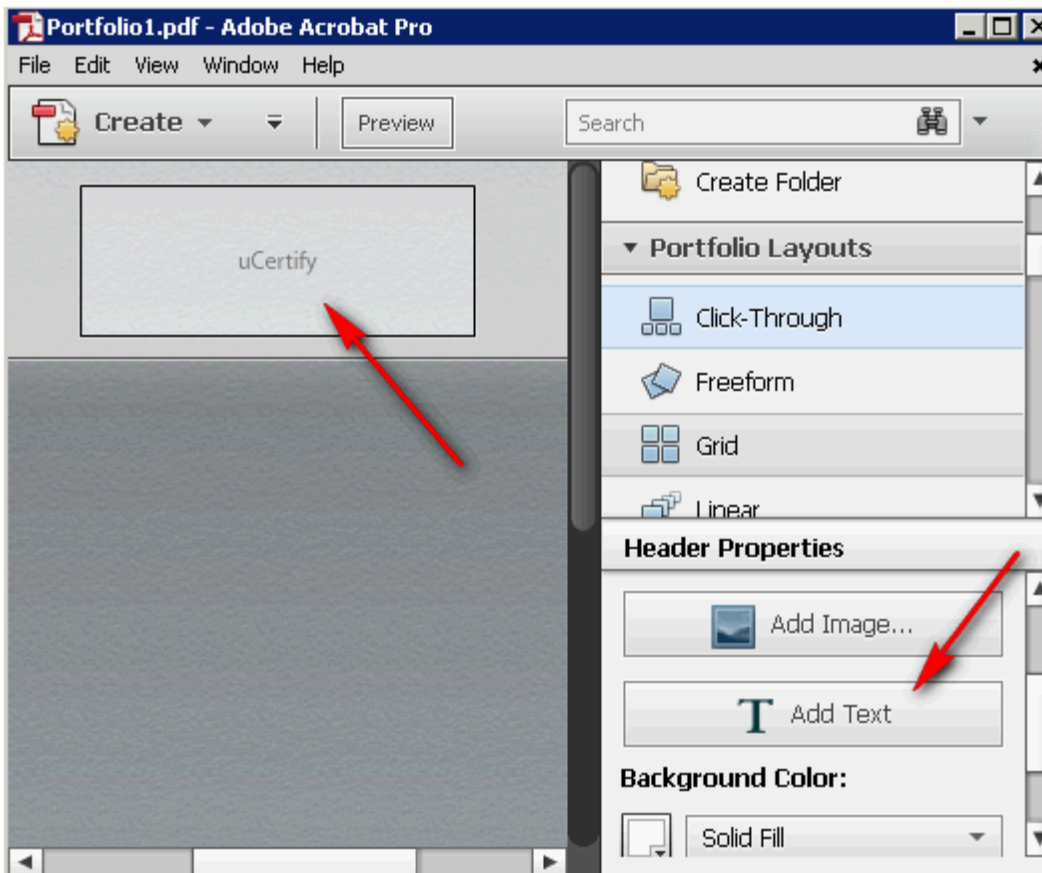 Portfolio1.pdf - Adobe Acrobat Pro
File Edit View Window Help
Create Preview Search
uCertify
Create Folder
Portfolio Layouts
Click-Through
Freeform
Grid
Linear
Header Properties
Add Image...
T Add Text
Background Color:
Solid Fill